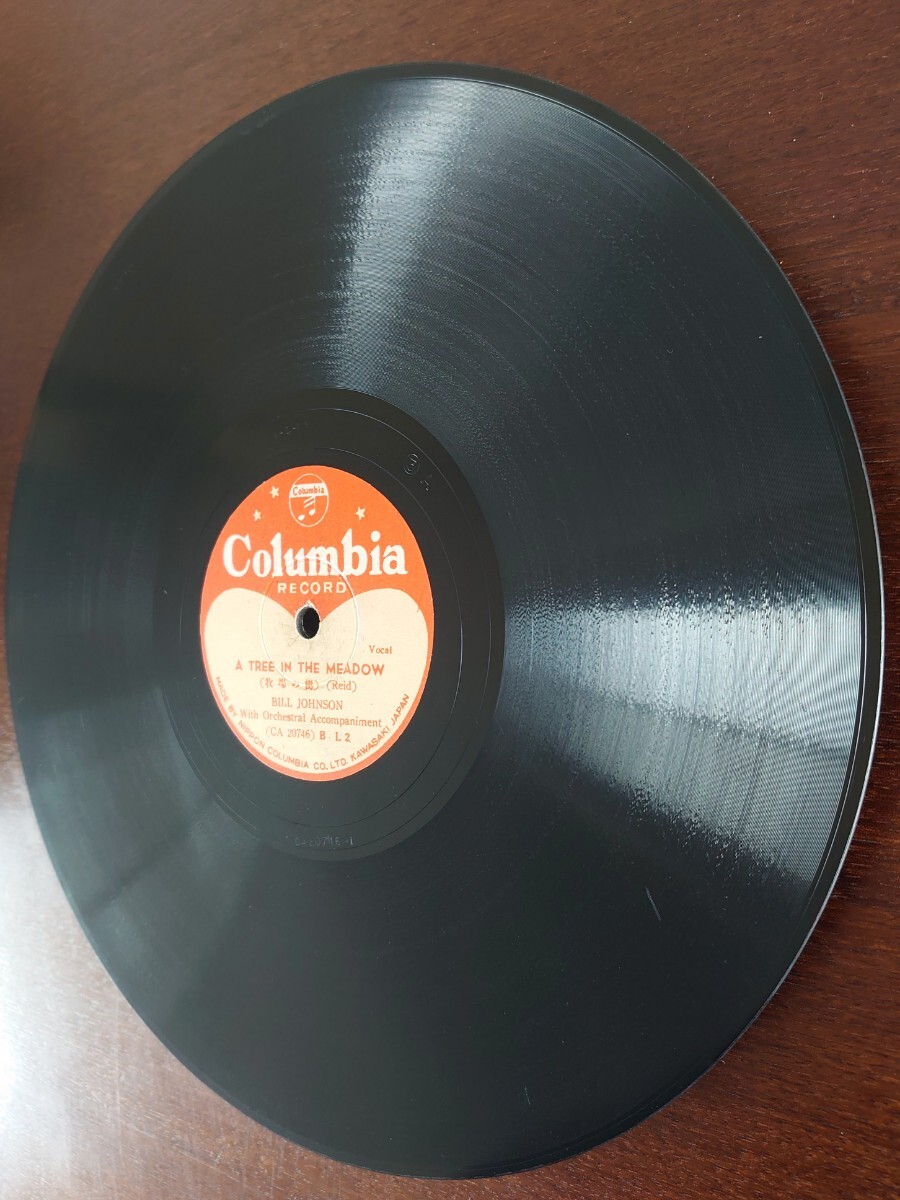 Columbia
Columbia
RECORD
Vocal
A TREE IN THE MEADOW
(Reid)
BILL JOHNSON
With Orchestral Accompaniment
(CA 20746) B L 2
MADE BY NIPPON COLUMBIA CO., LTD. KAWASAKI JAPAN